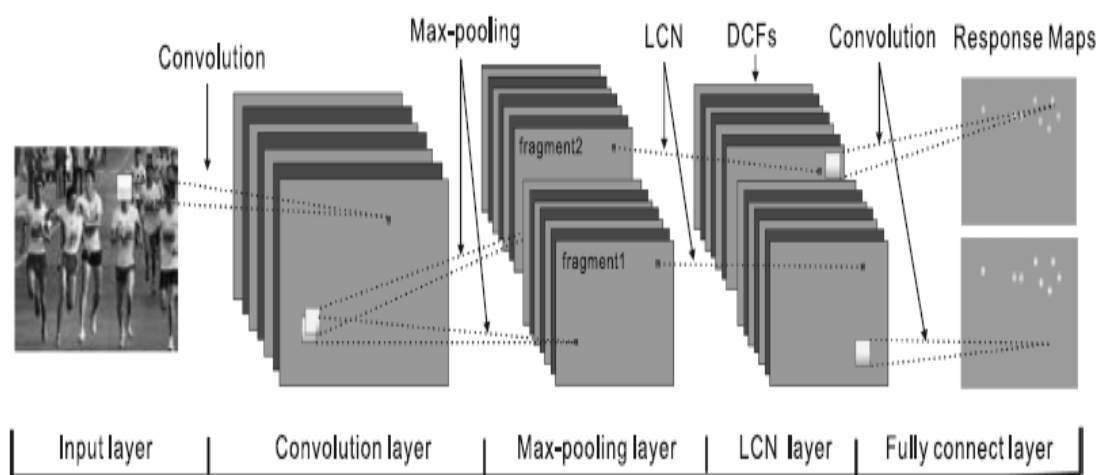 Max-pooling
LCN
DCFs
Convolution
Response Maps
Convolution
fragment2
fragment1
Input layer
Convolution layer
Max-pooling layer
LCN layer
Fully connect layer